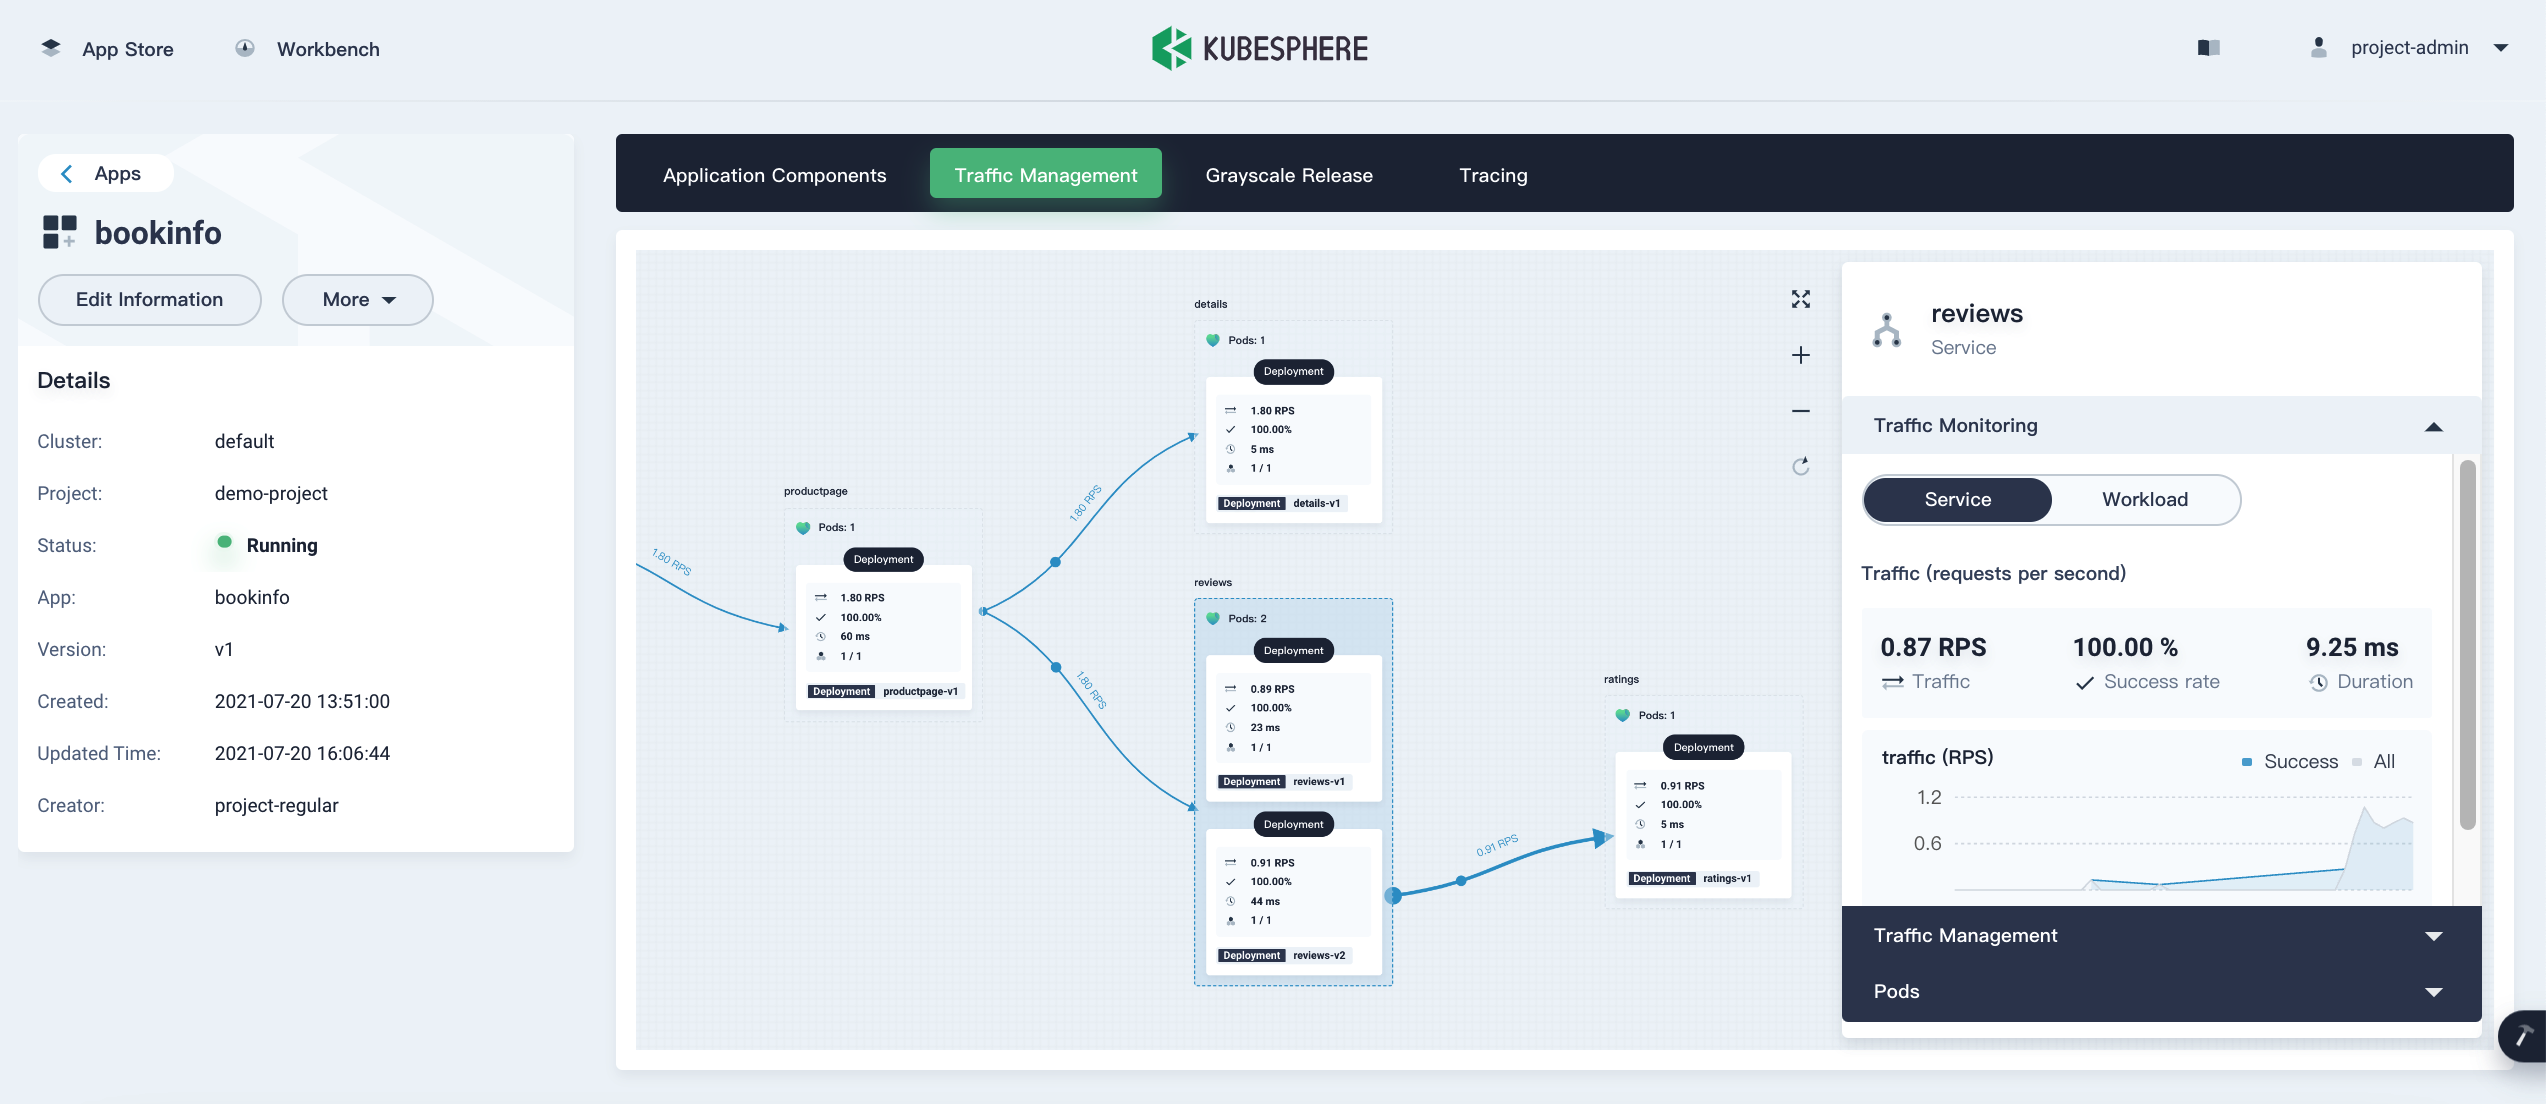 App Store
Workbench
KUBESPHERE
project-admin
Apps
bookinfo
Edit Information
More
Details
Cluster: default
Project: demo-project
Status: Running
App: bookinfo
Version: v1
Created: 2021-07-20 13:51:00
Updated Time: 2021-07-20 16:06:44
Creator: project-regular
Application Components
Traffic Management
Grayscale Release
Tracing
1.80 RPS
productpage
Pods: 1
Deployment
1.80 RPS
100.00%
60 ms
1 / 1
Deployment productpage-v1
1.80 RPS
1.80 RPS
details
Pods: 1
Deployment
1.80 RPS
100.00%
5 ms
1 / 1
Deployment details-v1
reviews
Pods: 2
Deployment
0.89 RPS
100.00%
23 ms
1 / 1
Deployment reviews-v1
Deployment
0.91 RPS
100.00%
44 ms
1 / 1
Deployment reviews-v2
0.91 RPS
ratings
Pods: 1
Deployment
0.91 RPS
100.00%
5 ms
1 / 1
Deployment ratings-v1
reviews
Service
Traffic Monitoring
Service
Workload
Traffic (requests per second)
0.87 RPS 100.00 % 9.25 ms
Traffic Success rate Duration
traffic (RPS)
Success All
1.2
0.6
Traffic Management
Pods